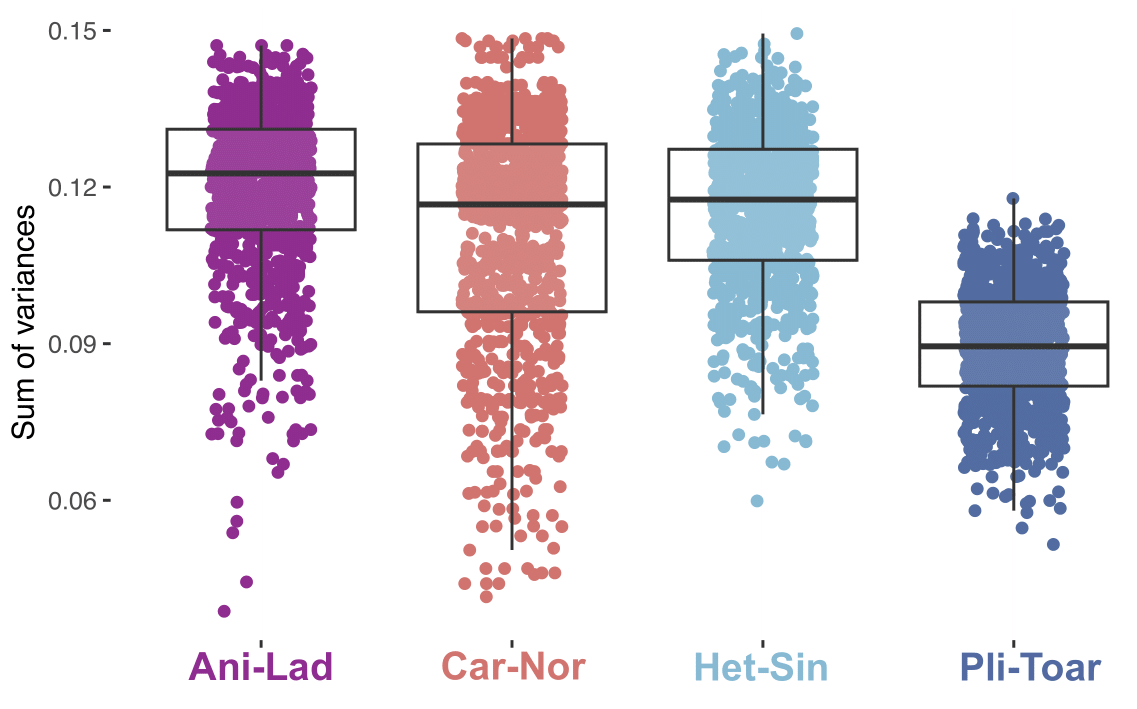 Sum of variances
0.15
0.12
0.09
0.06
Ani-Lad Car-Nor Het-Sin Pli-Toar